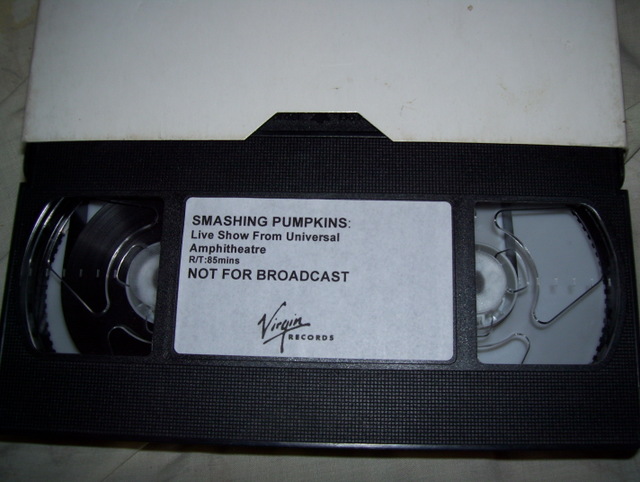 SMASHING PUMPKINS:
Live Show From Universal
Amphitheatre
R/T:85mins
NOT FOR BROADCAST
Virgin
RECORDS